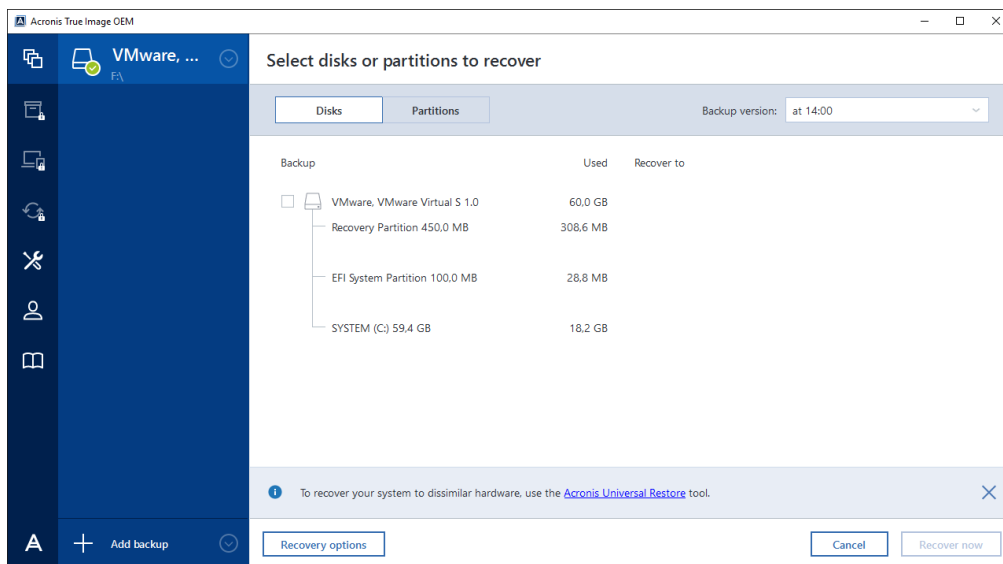 Acronis True Image OEM
VMware, ...
F:\
Select disks or partitions to recover
Disks Partitions Backup version: at 14:00
Backup Used Recover to
VMware, VMware Virtual S 1.0 60,0 GB
Recovery Partition 450,0 MB 308,6 MB
EFI System Partition 100,0 MB 28,8 MB
SYSTEM (C:) 59,4 GB 18,2 GB
To recover your system to dissimilar hardware, use the Acronis Universal Restore tool.
A Add backup Recovery options Cancel Recover now